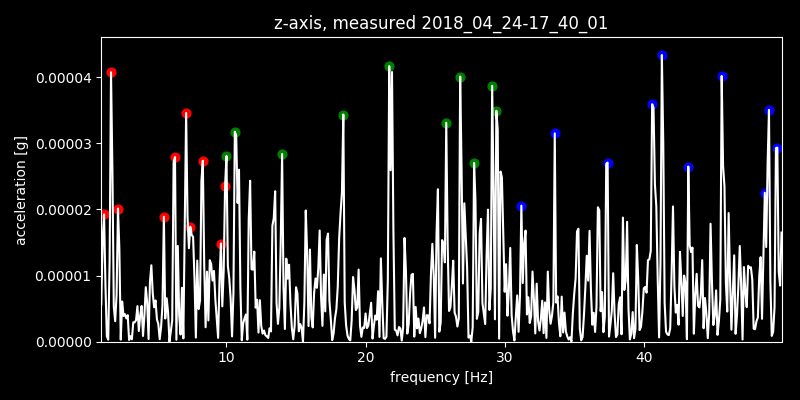 z-axis, measured 2018_04_24-17_40_01
acceleration [g]
0.00004
0.00003
0.00002
0.00001
0.00000
10 20 30 40
frequency [Hz]